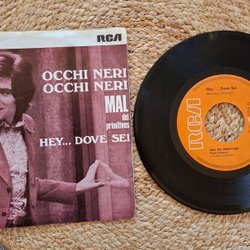 RCA
OCCHI NERI
OCCHI NERI
MAL
dei
primitives
HEY... DOVE SEI
Hey.... Dove Sei
RCA
MAL DEI PRIMITIVES